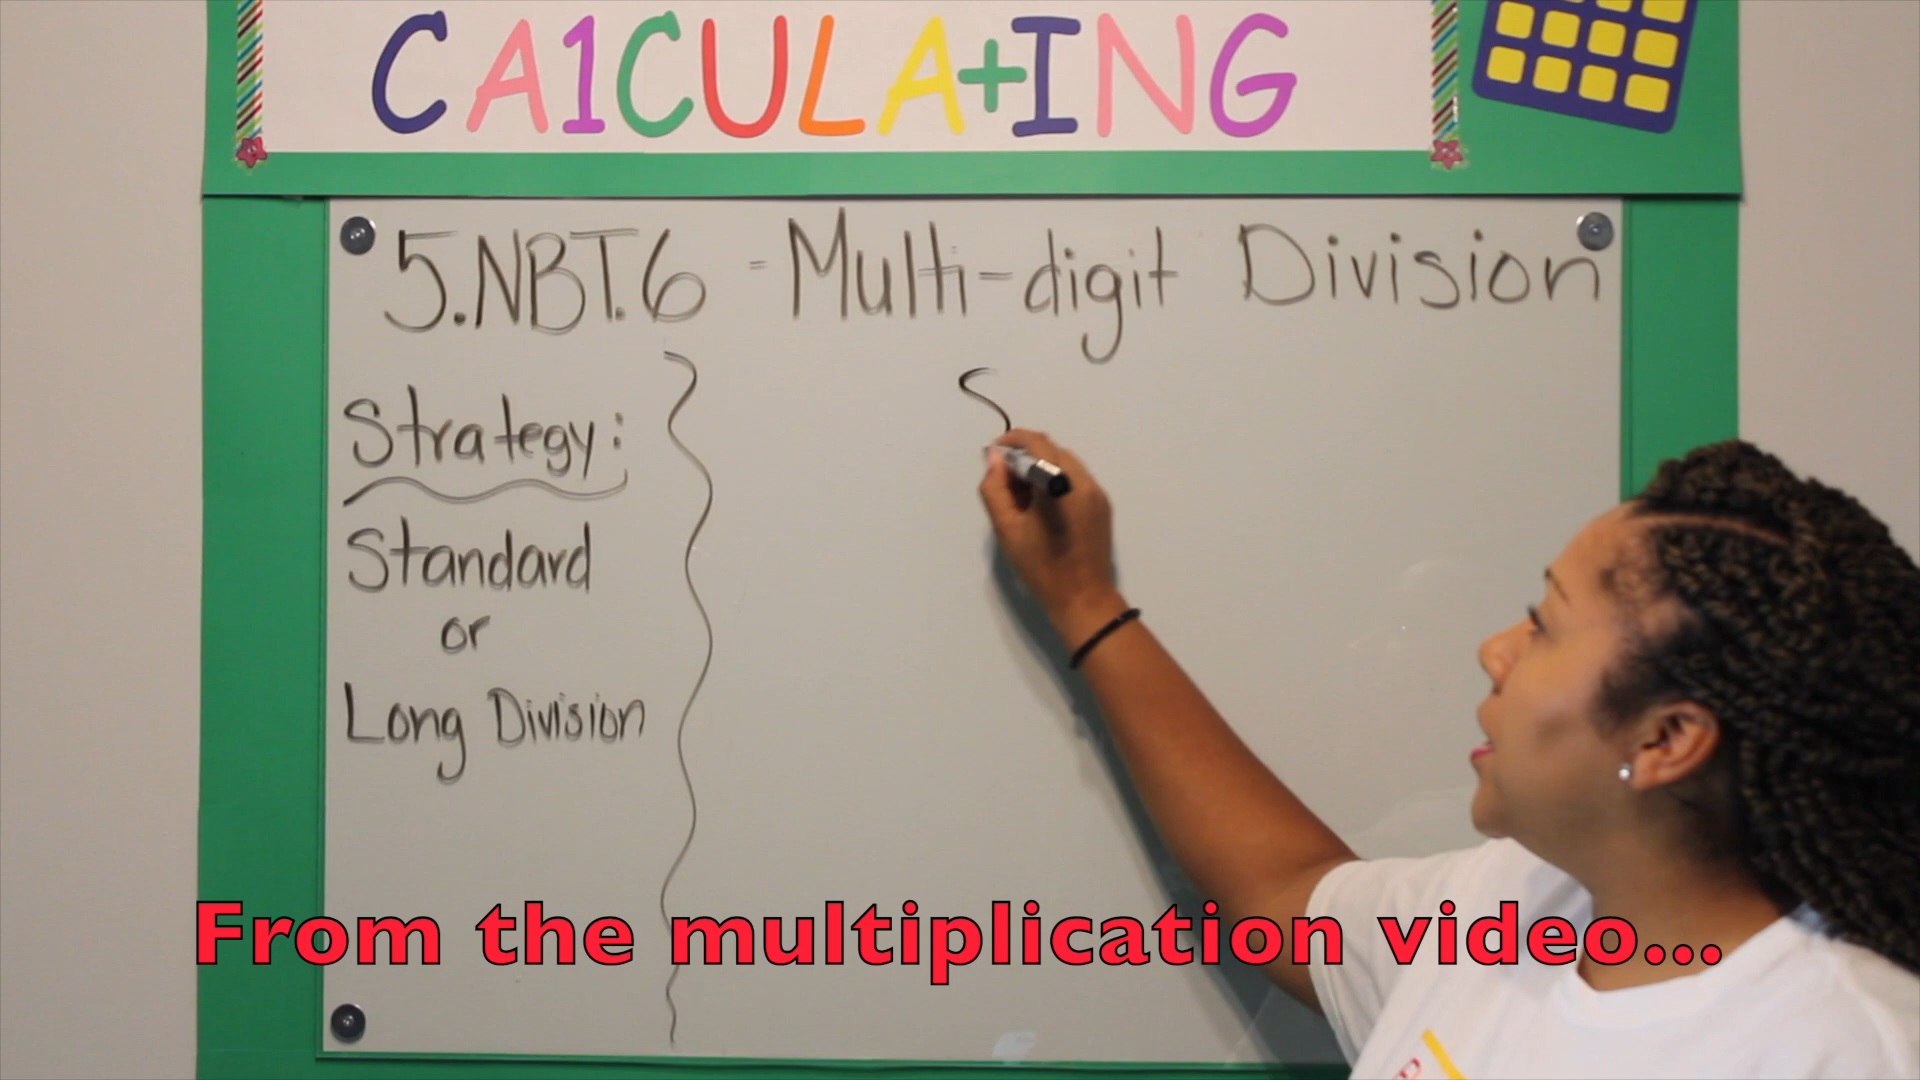 CA1CULA+ING
5.NBT.6 - Multi-digit Division
Strategy:
Standard
or
Long Division
From the multiplication video...